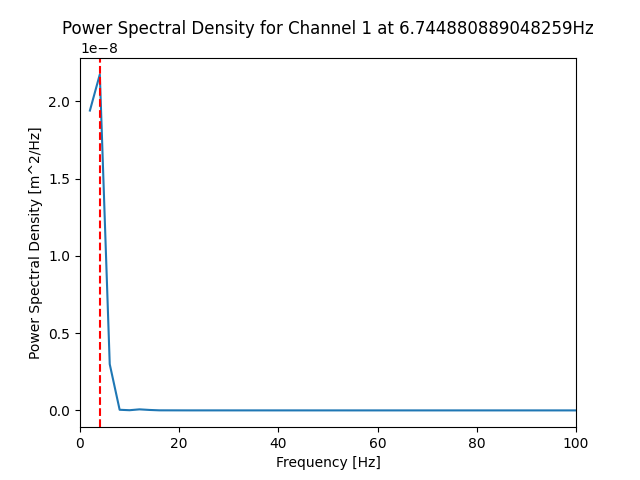 Power Spectral Density for Channel 1 at 6.744880889048259Hz
1e−8
2.0
1.5
1.0
0.5
0.0
Power Spectral Density [m^2/Hz]
0 20 40 60 80 100
Frequency [Hz]